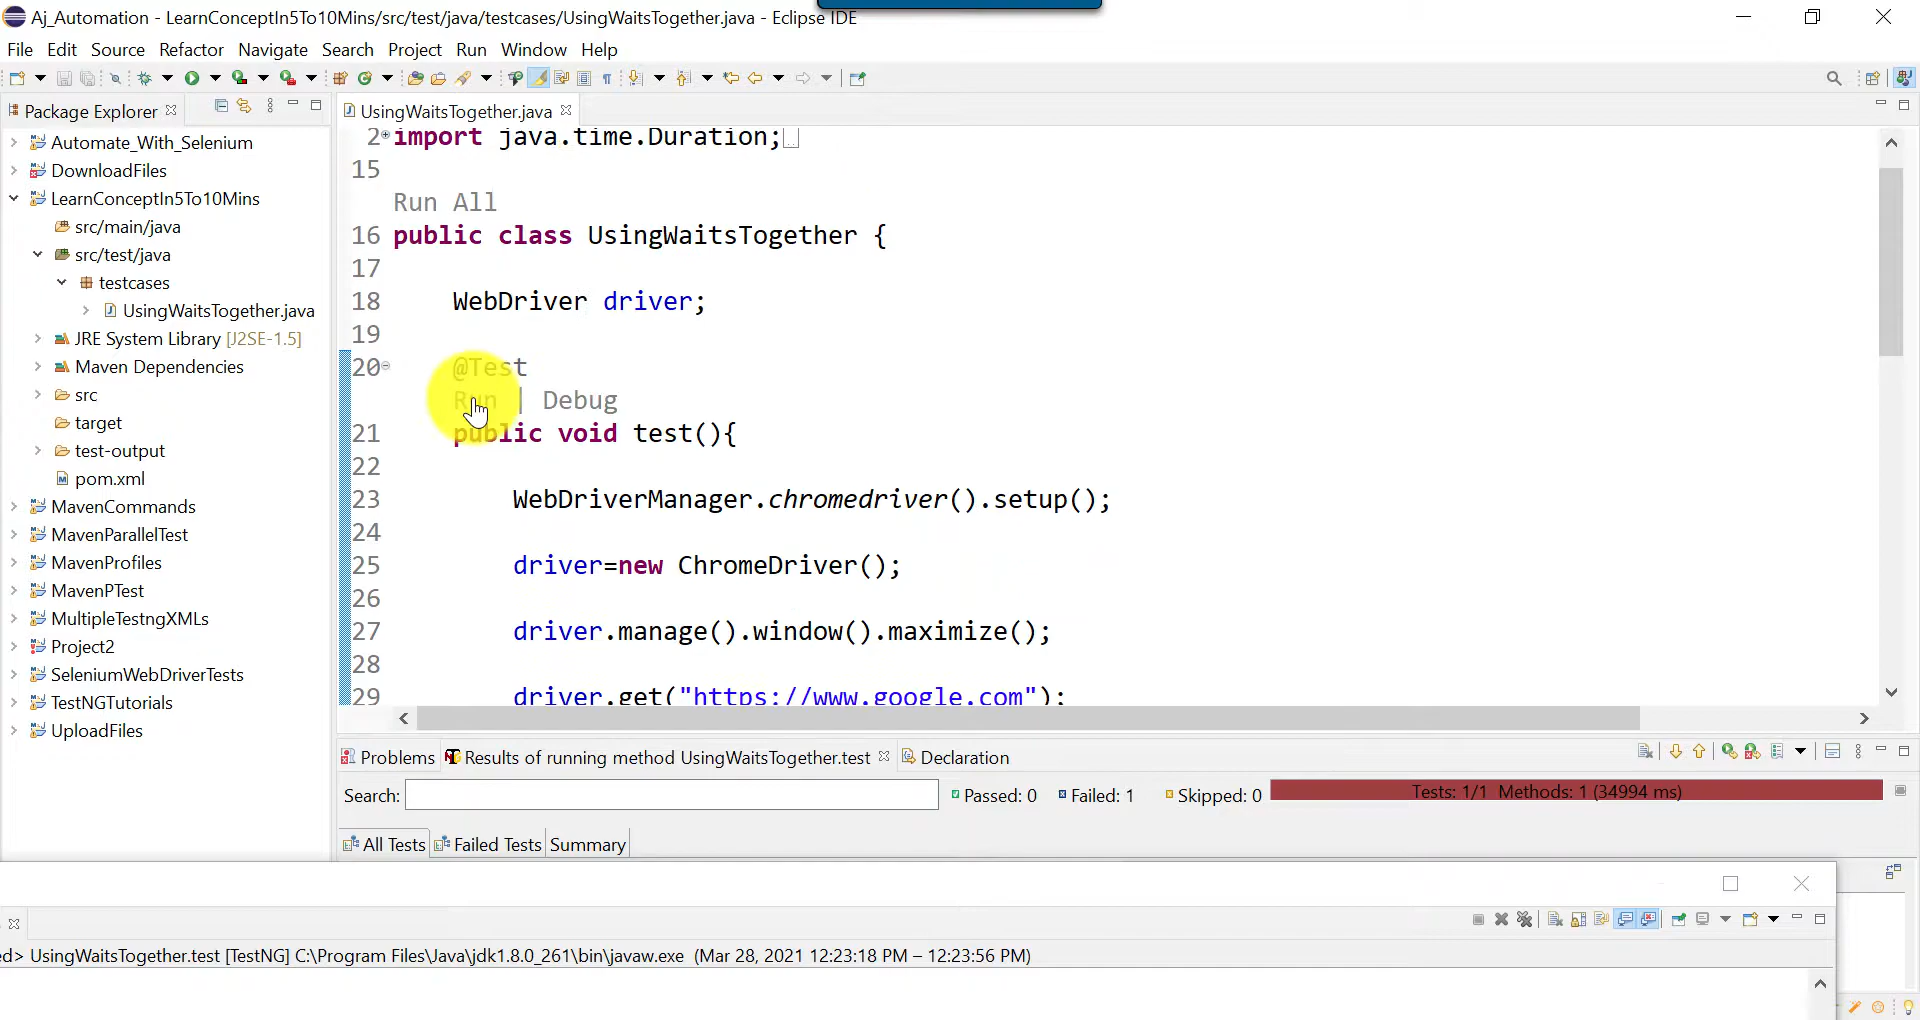 Aj_Automation - LearnConceptIn5To10Mins/src/test/java/testcases/UsingWaitsTogether.java - Eclipse IDE
File Edit Source Refactor Navigate Search Project Run Window Help
Package Explorer
Automate_With_Selenium
DownloadFiles
LearnConceptIn5To10Mins
src/main/java
src/test/java
testcases
UsingWaitsTogether.java
JRE System Library [J2SE-1.5]
Maven Dependencies
src
target
test-output
pom.xml
MavenCommands
MavenParallelTest
MavenProfiles
MavenPTest
MultipleTestngXMLs
Project2
SeleniumWebDriverTests
TestNGTutorials
UploadFiles
UsingWaitsTogether.java
2 import java.time.Duration;
15
Run All
16 public class UsingWaitsTogether {
17
18 WebDriver driver;
19
20 @Test
Run | Debug
21 public void test(){
22
23 WebDriverManager.chromedriver().setup();
24
25 driver=new ChromeDriver();
26
27 driver.manage().window().maximize();
28
29 driver.get("https://www.google.com");
Problems Results of running method UsingWaitsTogether.test Declaration
Search: Passed: 0 Failed: 1 Skipped: 0 Tests: 1/1 Methods: 1 (34994 ms)
All Tests Failed Tests Summary
ed> UsingWaitsTogether.test [TestNG] C:\Program Files\Java\jdk1.8.0_261\bin\javaw.exe (Mar 28, 2021 12:23:18 PM – 12:23:56 PM)